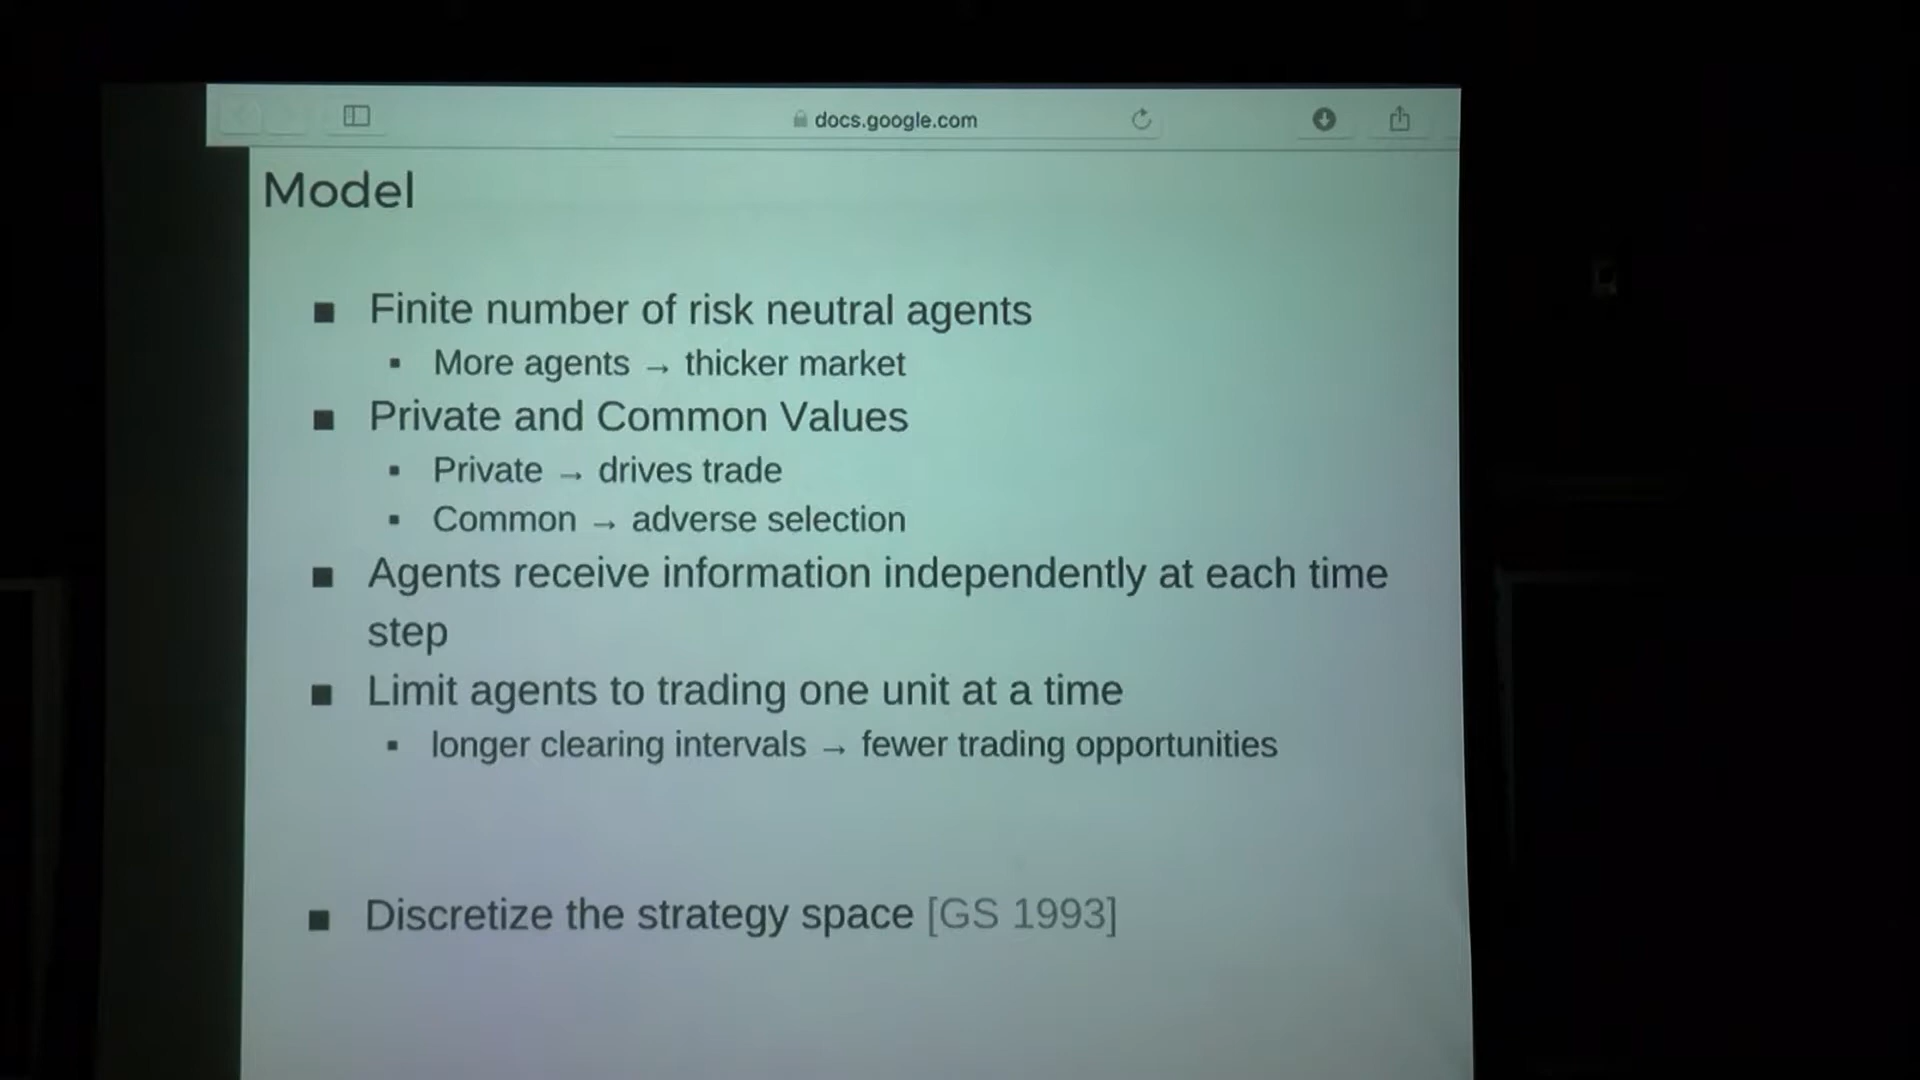 docs.google.com
Model
■ Finite number of risk neutral agents
▪ More agents → thicker market
■ Private and Common Values
▪ Private → drives trade
▪ Common → adverse selection
■ Agents receive information independently at each time
step
■ Limit agents to trading one unit at a time
▪ longer clearing intervals → fewer trading opportunities
■ Discretize the strategy space [GS 1993]